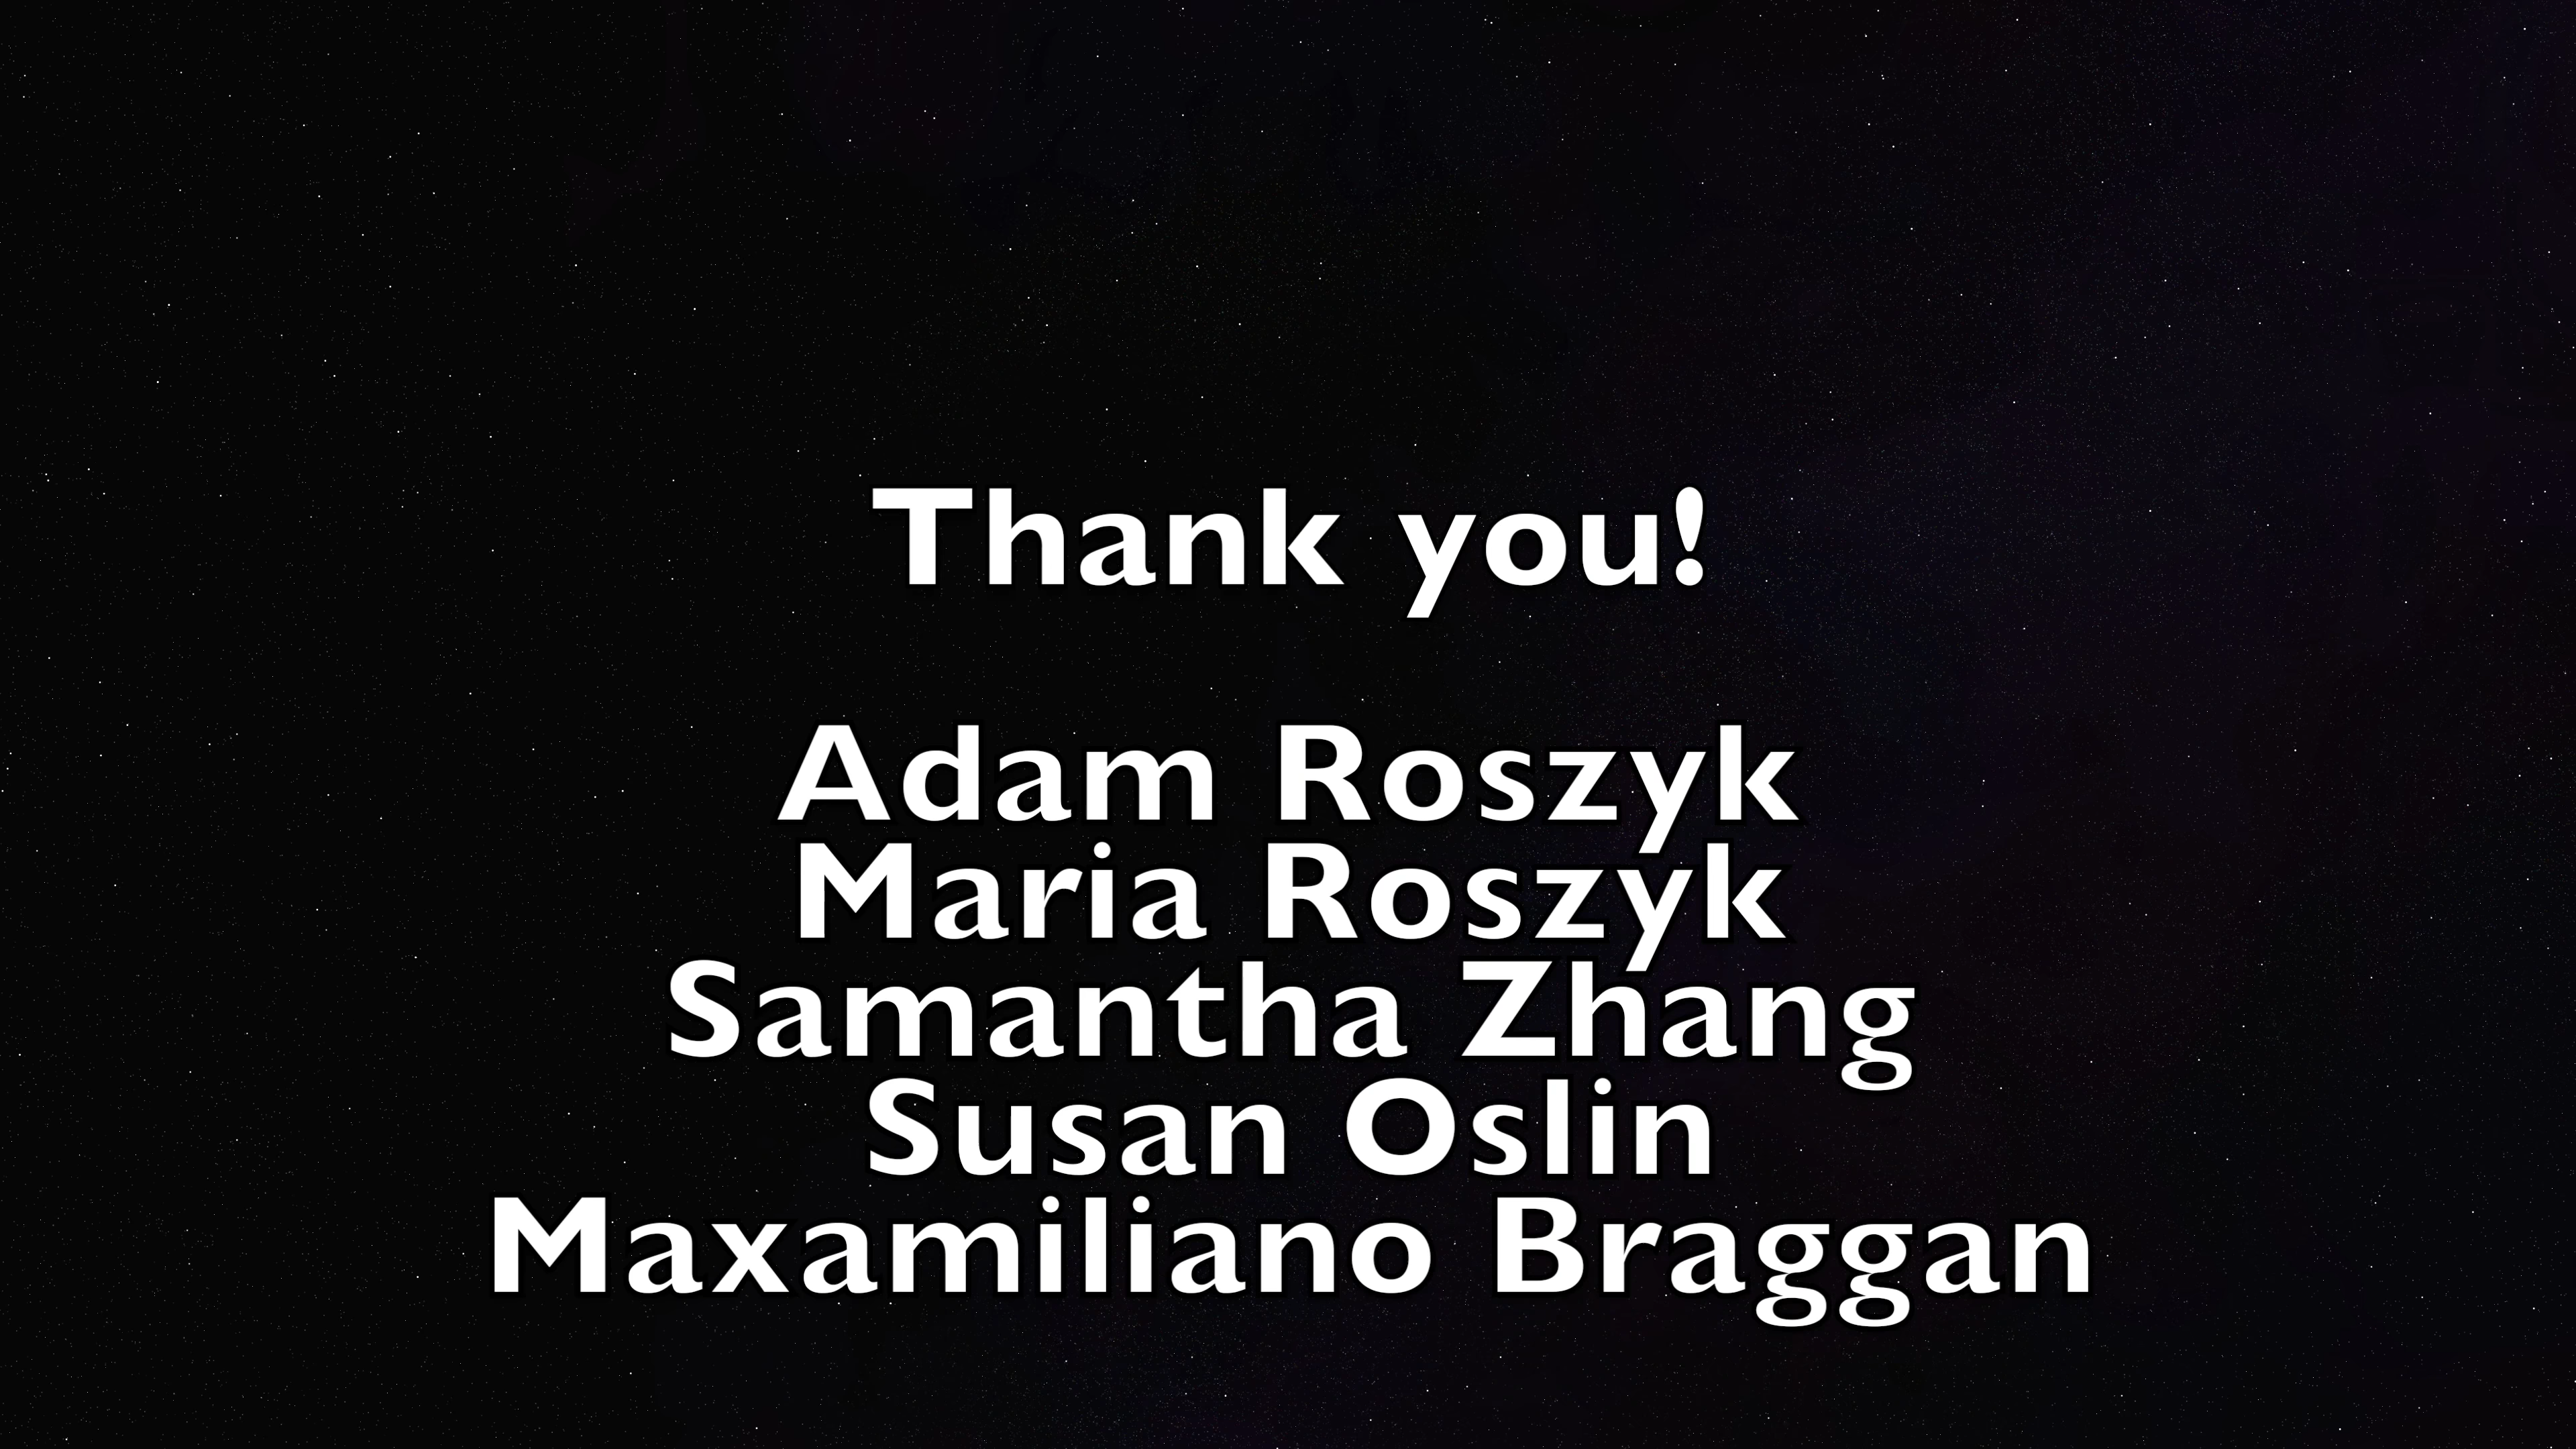 Thank you!
Adam Roszyk
Maria Roszyk
Samantha Zhang
Susan Oslin
Maxamiliano Braggan